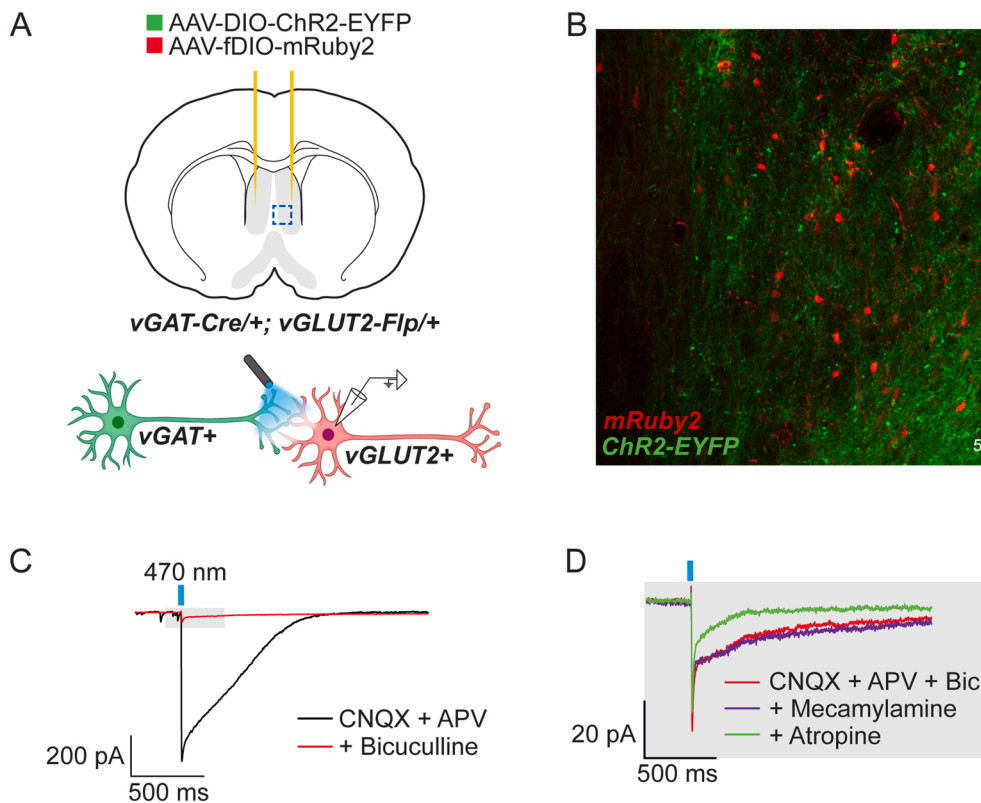 A
AAV-DIO-ChR2-EYFP
AAV-fDIO-mRuby2
vGAT-Cre/+; vGLUT2-Flp/+
vGAT+
vGLUT2+
B
mRuby2
ChR2-EYFP
5
C
470 nm
CNQX + APV
+ Bicuculline
200 pA
500 ms
D
CNQX + APV + Bic
+ Mecamylamine
+ Atropine
20 pA
500 ms